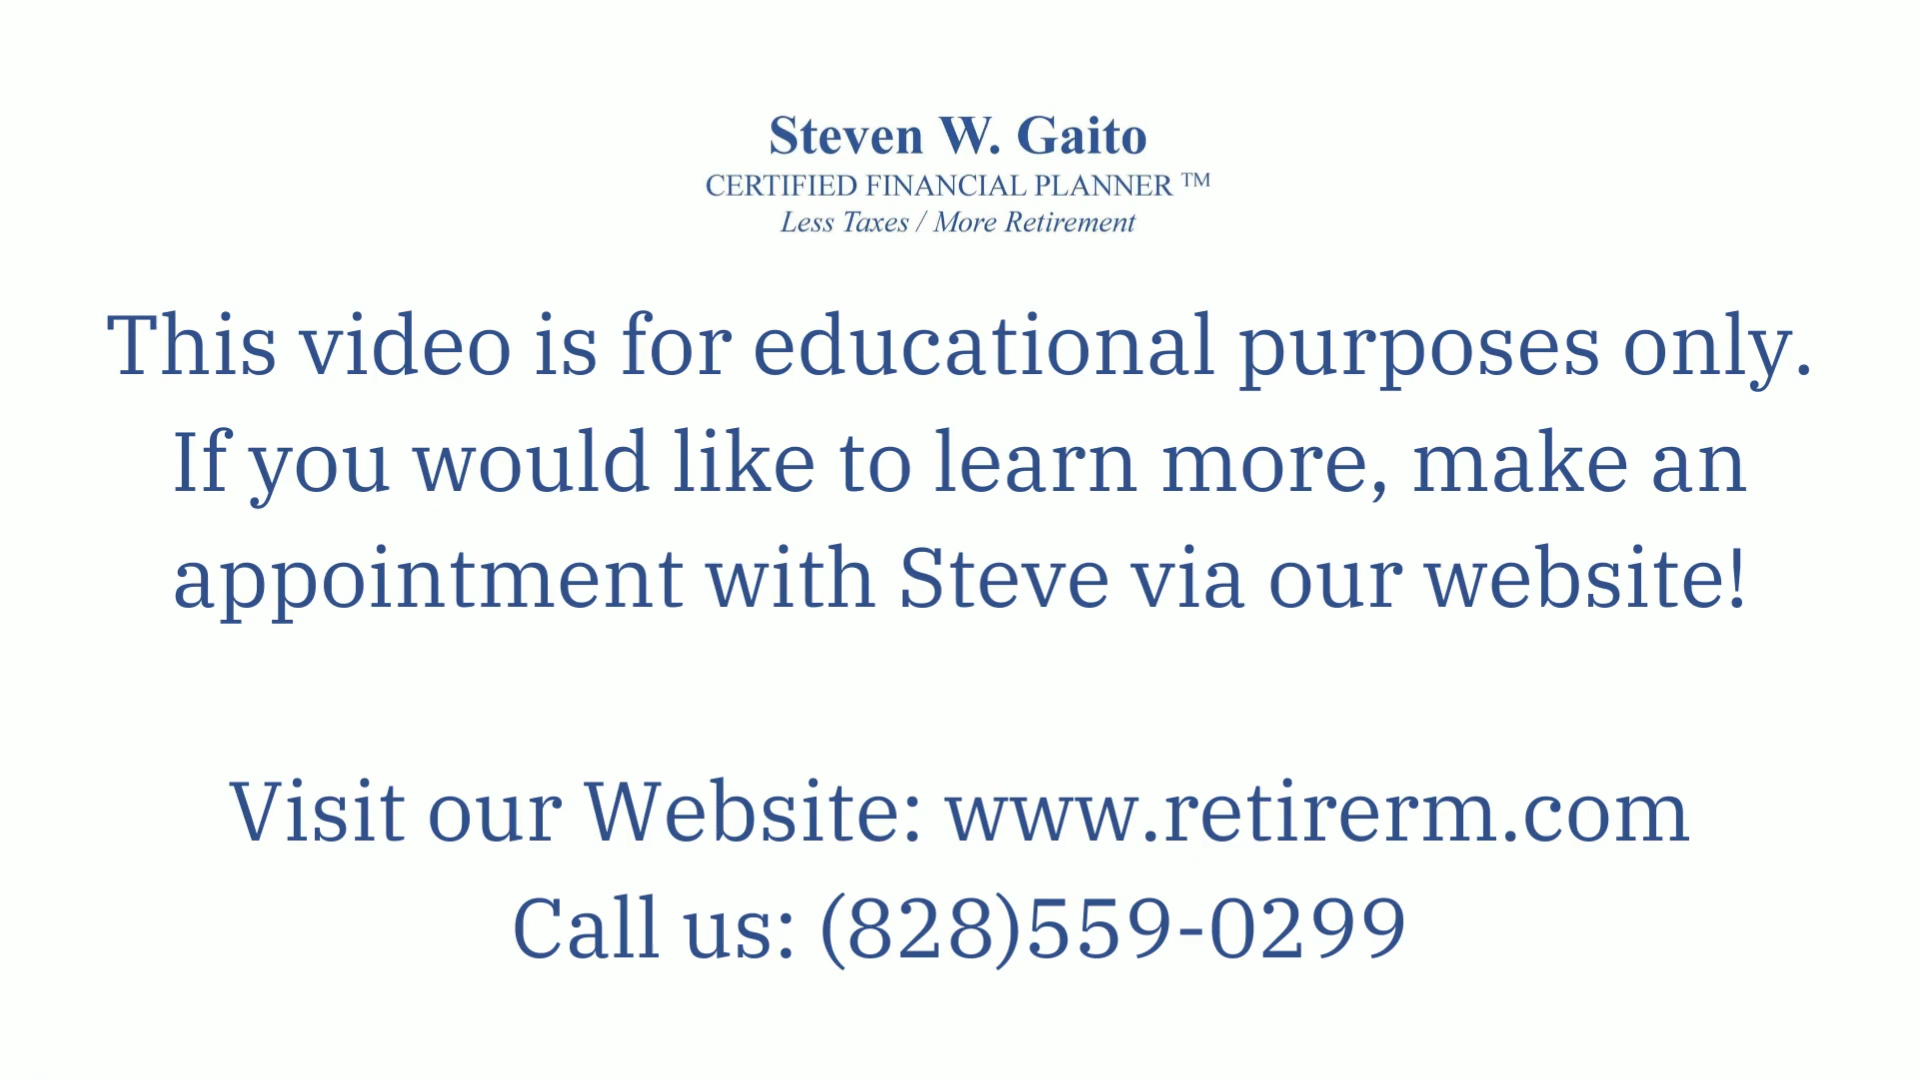 Steven W. Gaito
CERTIFIED FINANCIAL PLANNER ™
Less Taxes / More Retirement
This video is for educational purposes only.
If you would like to learn more, make an
appointment with Steve via our website!
Visit our Website: www.retirerm.com
Call us: (828)559-0299